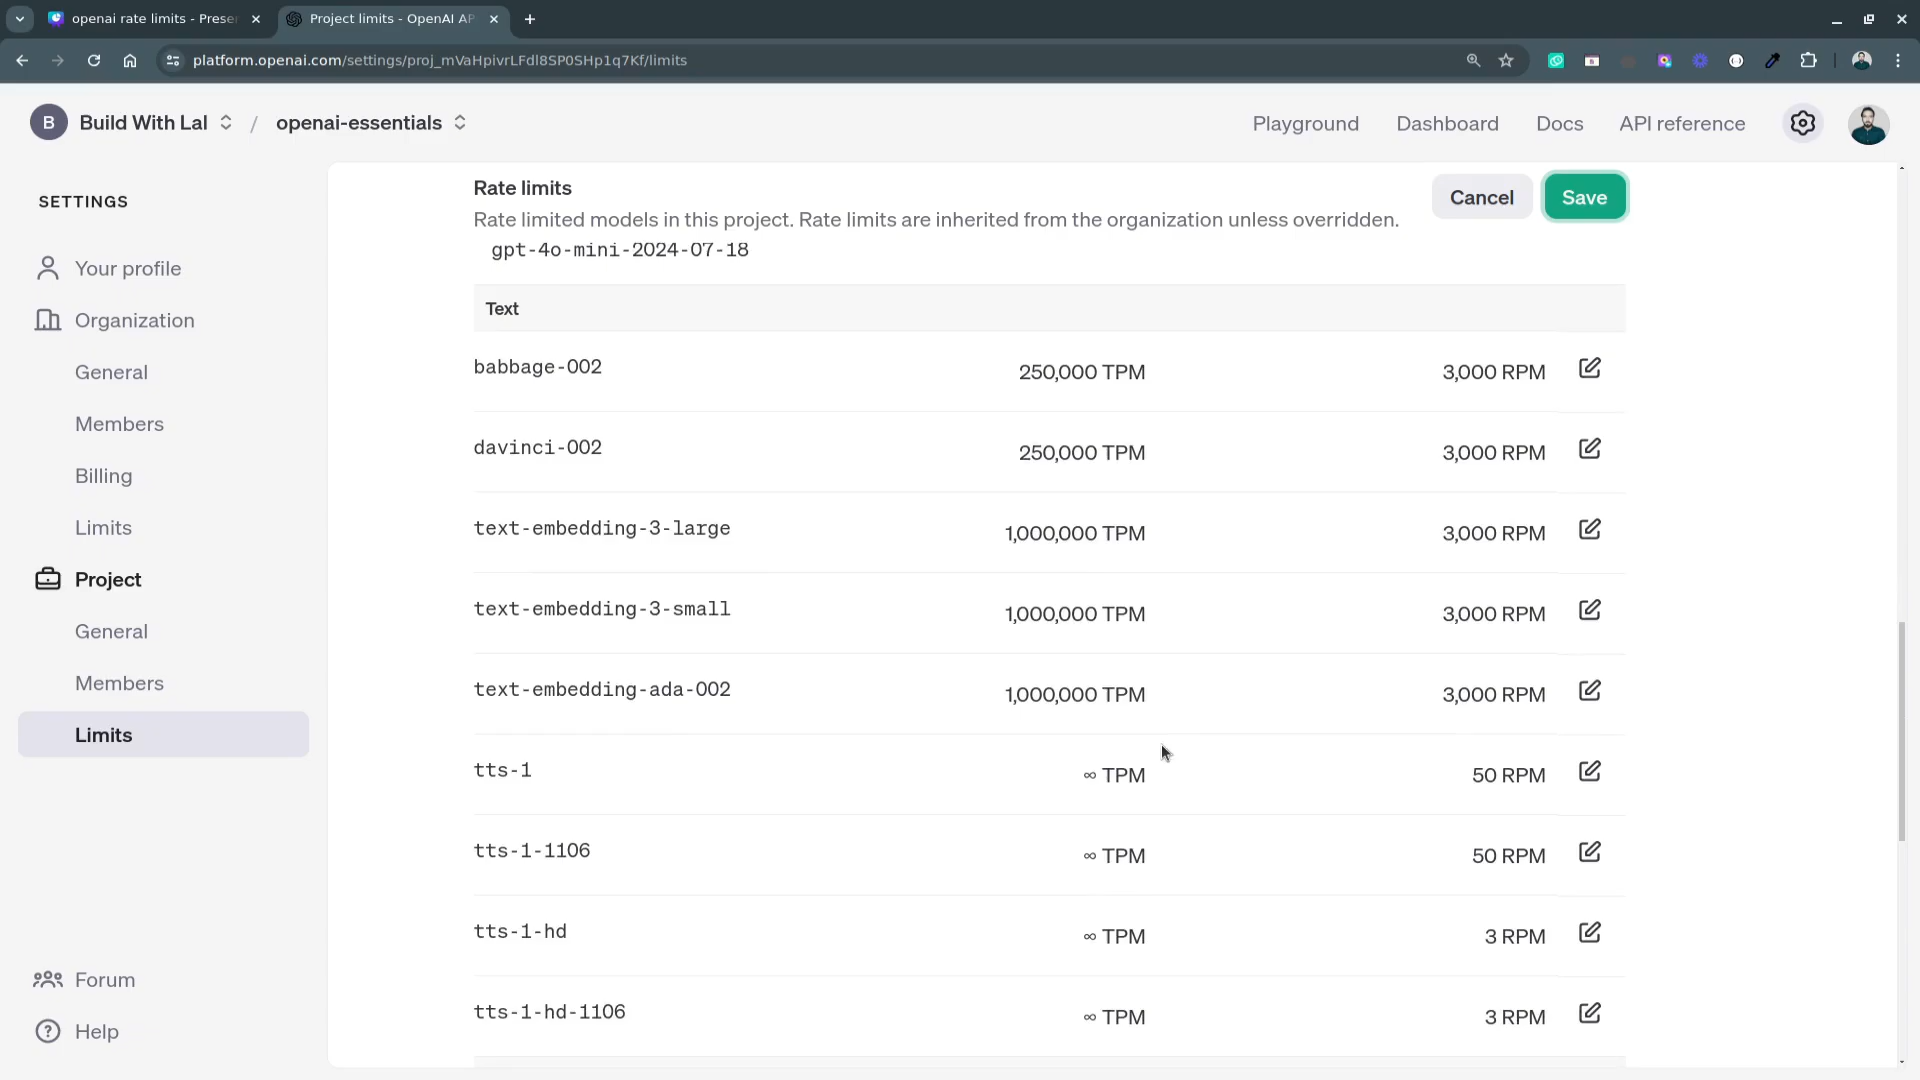 openai rate limits - Prese
Project limits - OpenAI AP
platform.openai.com/settings/proj_mVaHpivrLFdl8SP0SHp1q7Kf/limits
B Build With Lal / openai-essentials
Playground Dashboard Docs API reference
SETTINGS
Your profile
Organization
General
Members
Billing
Limits
Project
General
Members
Limits
Forum
Help
Rate limits
Cancel Save
Rate limited models in this project. Rate limits are inherited from the organization unless overridden.
gpt-4o-mini-2024-07-18
Text
babbage-002 250,000 TPM 3,000 RPM
davinci-002 250,000 TPM 3,000 RPM
text-embedding-3-large 1,000,000 TPM 3,000 RPM
text-embedding-3-small 1,000,000 TPM 3,000 RPM
text-embedding-ada-002 1,000,000 TPM 3,000 RPM
tts-1 ∞ TPM 50 RPM
tts-1-1106 ∞ TPM 50 RPM
tts-1-hd ∞ TPM 3 RPM
tts-1-hd-1106 ∞ TPM 3 RPM